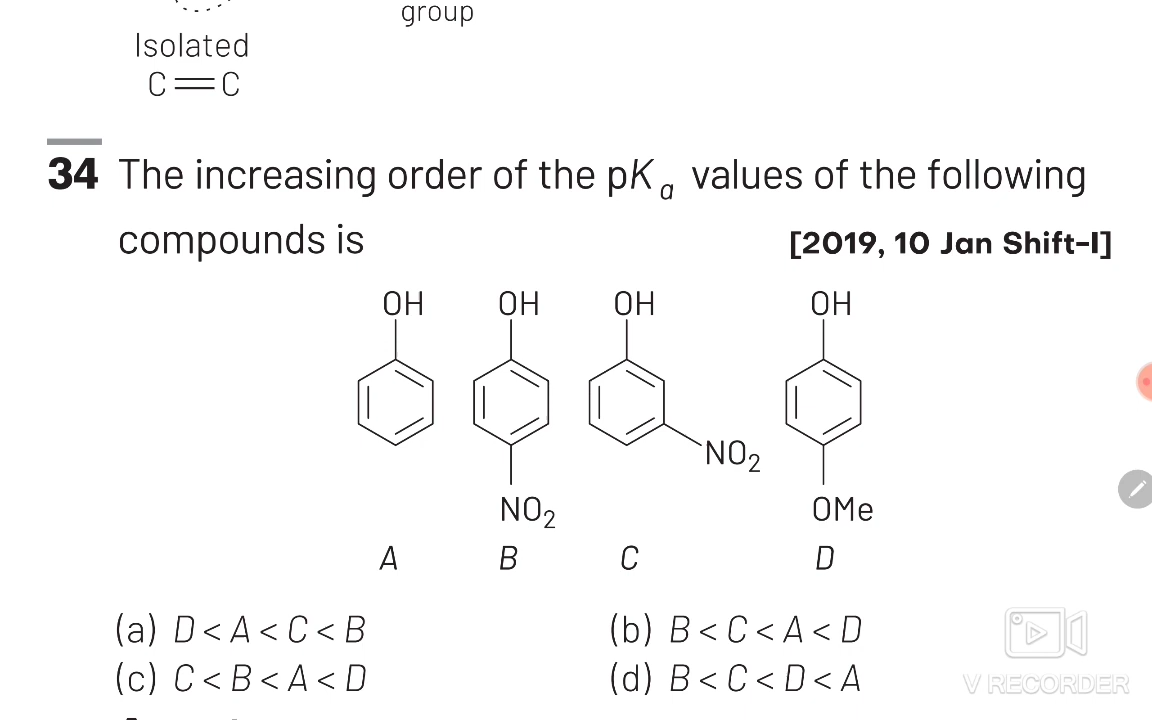 group
Isolated
C=C
34 The increasing order of the pKₐ values of the following
compounds is [2019, 10 Jan Shift-I]
OH OH OH OH
NO₂
NO₂ OMe
A B C D
(a) D < A < C < B (b) B < C < A < D
(c) C < B < A < D (d) B < C < D < A
V RECORDER